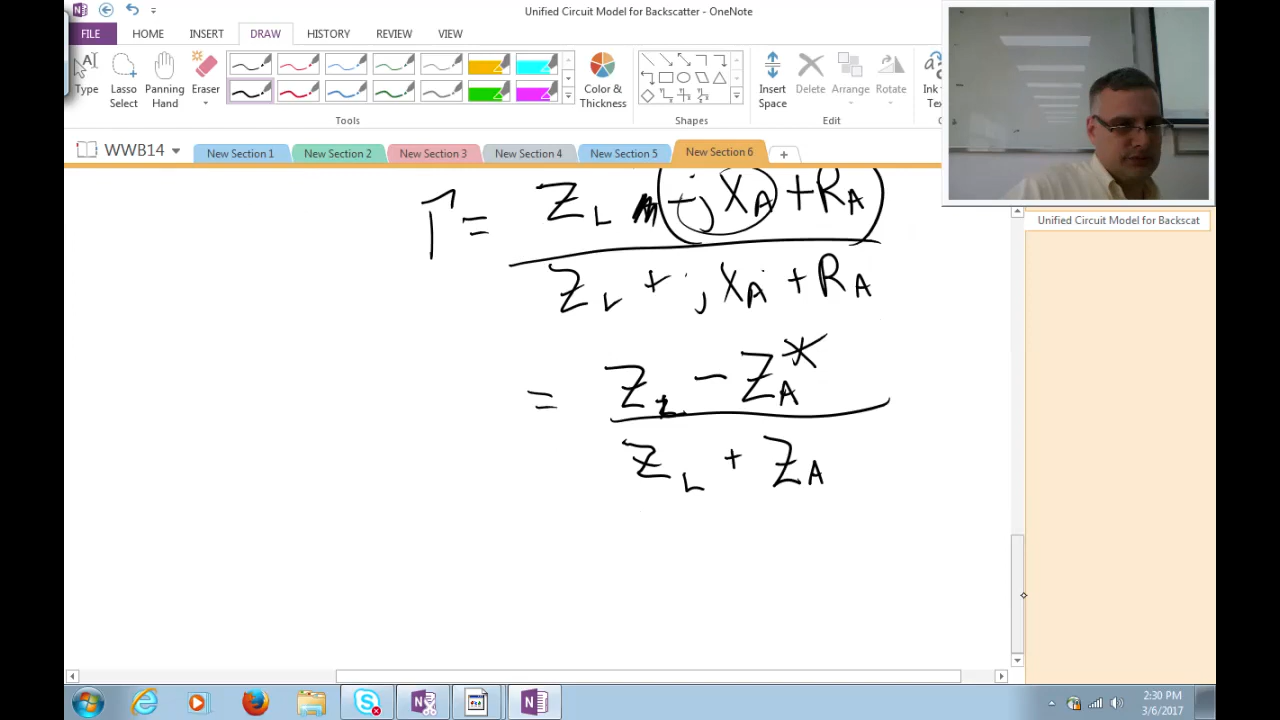 Unified Circuit Model for Backscatter - OneNote
FILE HOME INSERT DRAW HISTORY REVIEW VIEW
Type
Lasso Select
Panning Hand
Eraser
Color & Thickness
Insert Space
Delete
Arrange
Rotate
Ink to Tex
Tools
Shapes
Edit
WWB14
New Section 1
New Section 2
New Section 3
New Section 4
New Section 5
New Section 6
Unified Circuit Model for Backscat
Γ = Z_L (-jX_A + R_A)
Z_L + jX_A + R_A
= Z_L - Z_A*
Z_L + Z_A
2:30 PM
3/6/2017